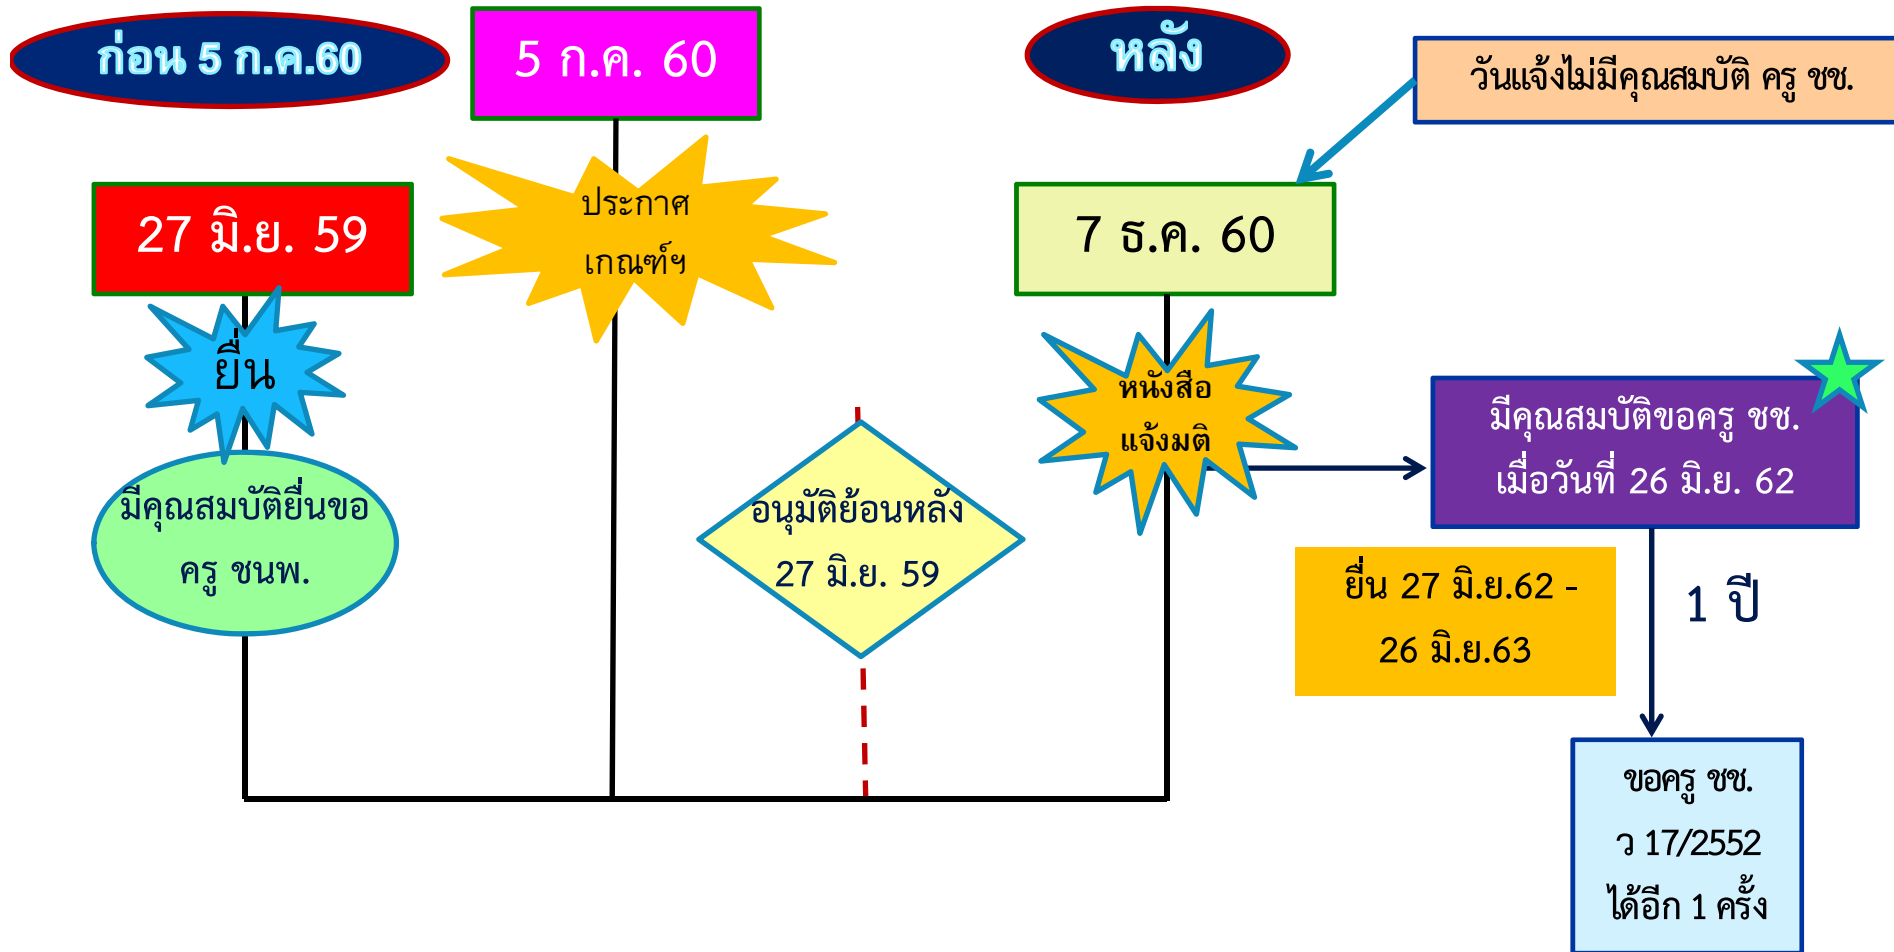 ก่อน 5 ก.ค.60
5 ก.ค. 60
หลัง
วันแจ้งไม่มีคุณสมบัติ ครู ชช.
27 มิ.ย. 59
ประกาศ
เกณฑ์ฯ
7 ธ.ค. 60
ยื่น
หนังสือ
แจ้งมติ
มีคุณสมบัติขอครู ชช.
เมื่อวันที่ 26 มิ.ย. 62
มีคุณสมบัติยื่นขอ
ครู ชนพ.
อนุมัติย้อนหลัง
27 มิ.ย. 59
ยื่น 27 มิ.ย.62 -
26 มิ.ย.63
1 ปี
ขอครู ชช.
ว 17/2552
ได้อีก 1 ครั้ง